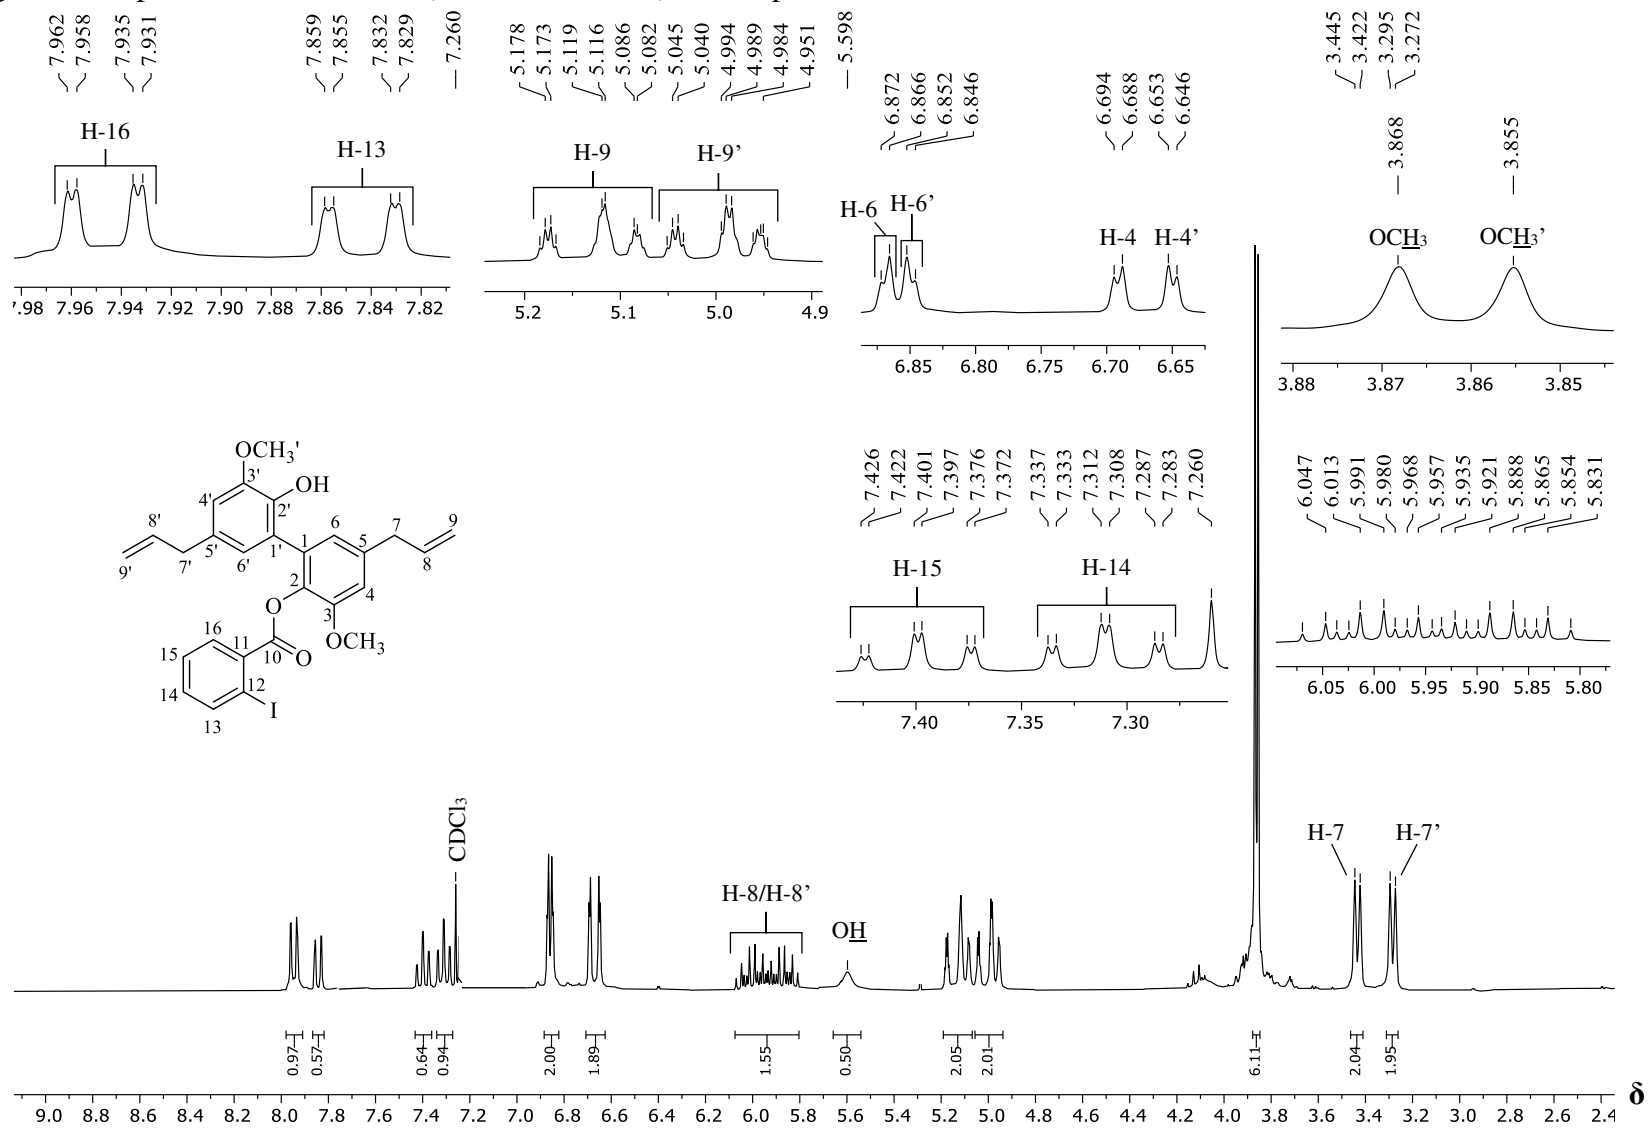 7.962 7.958 7.935 7.931 7.859 7.855 7.832 7.829 7.260 5.178 5.173 5.119 5.116 5.086 5.082 5.045 5.040 4.994 4.989 4.984 4.951 5.598 3.445 3.422 3.295 3.272
6.872 6.866 6.852 6.846 6.694 6.688 6.653 6.646 3.868 3.855
H-16 H-13 H-9 H-9’
H-6 H-6’ H-4 H-4’ OCH₃ OCH₃’
7.98 7.96 7.94 7.92 7.90 7.88 7.86 7.84 7.82
5.2 5.1 5.0 4.9
6.85 6.80 6.75 6.70 6.65
3.88 3.87 3.86 3.85
OCH₃'
3'
4' OH
2'
8' 6 7 9
5' 1' 1 5
9' 7' 6' 8
2 4
O 3
16 OCH₃
11
15 10 O
12
14 I
13
7.426 7.422 7.401 7.397 7.376 7.372 7.337 7.333 7.312 7.308 7.287 7.283 7.260
6.047 6.013 5.991 5.980 5.968 5.957 5.935 5.921 5.888 5.865 5.854 5.831
H-15 H-14
7.40 7.35 7.30
6.05 6.00 5.95 5.90 5.85 5.80
CDCl₃
H-8/H-8’
OH
H-7 H-7’
0.97 0.57 0.64 0.94 2.00 1.89 1.55 0.50 2.05 2.01 6.11 2.04 1.95
9.0 8.8 8.6 8.4 8.2 8.0 7.8 7.6 7.4 7.2 7.0 6.8 6.6 6.4 6.2 6.0 5.8 5.6 5.4 5.2 5.0 4.8 4.6 4.4 4.2 4.0 3.8 3.6 3.4 3.2 3.0 2.8 2.6 2.4
δ